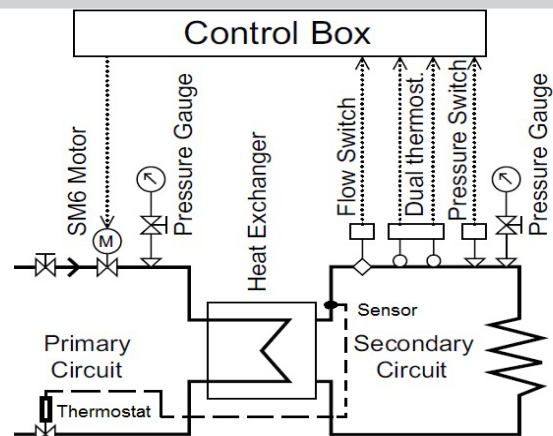 Control Box
SM6 Motor
Pressure Gauge
Heat Exchanger
Flow Switch
Dual thermost.
Pressure Switch
Pressure Gauge
M
Sensor
Primary
Circuit
Secondary
Circuit
Thermostat